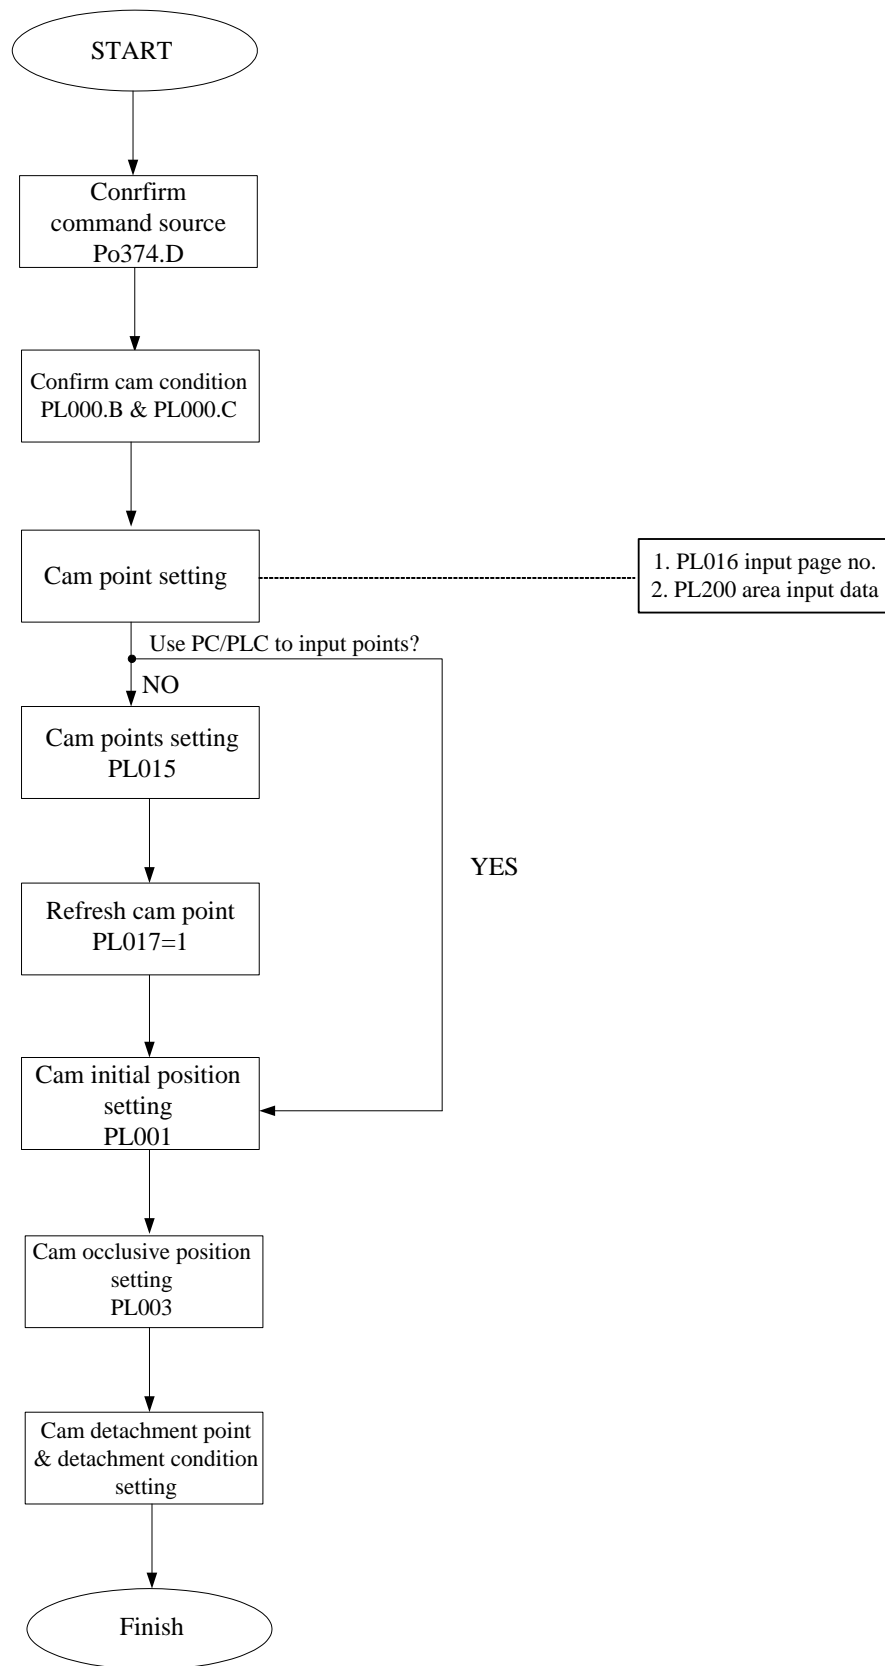 START
Conrfirm
command source
Po374.D
Confirm cam condition
PL000.B & PL000.C
Cam point setting
1. PL016 input page no.
2. PL200 area input data
Use PC/PLC to input points?
NO
Cam points setting
PL015
YES
Refresh cam point
PL017=1
Cam initial position
setting
PL001
Cam occlusive position
setting
PL003
Cam detachment point
& detachment condition
setting
Finish